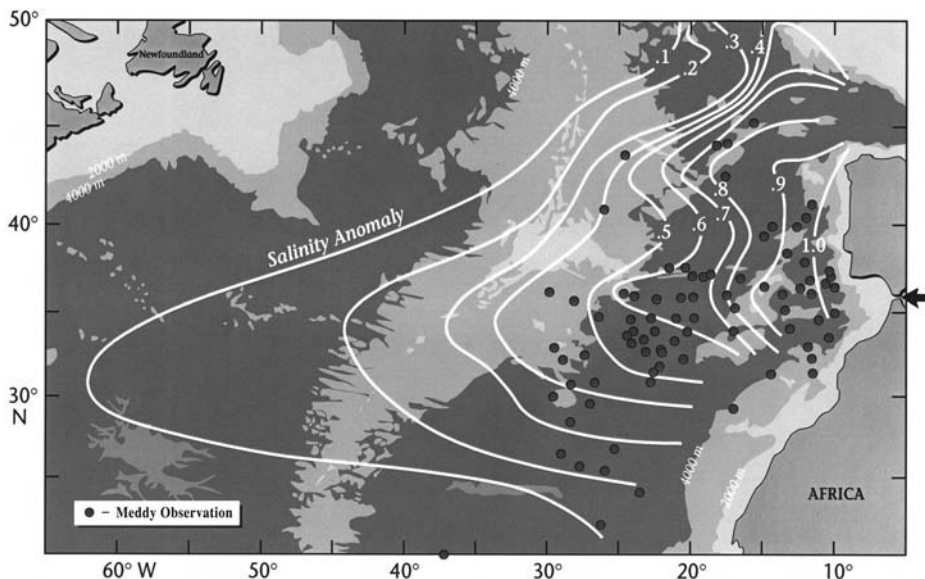 50°
Newfoundland
.1
.2
.3
.4
4000 m
2000 m
4000 m
.9
.8
40°
Salinity Anomaly
.5
.6
.7
1.0
30°
N
4000 m
2000 m
AFRICA
– Meddy Observation
60° W
50°
40°
30°
20°
10°